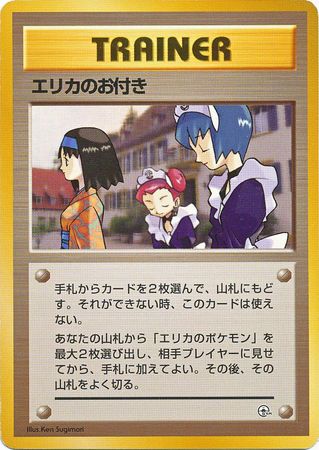 TRAINER
エリカのお付き
手札からカードを2枚選んで、山札にもど
す。それができない時、このカードは使え
ない。
あなたの山札から「エリカのポケモン」を
最大2枚選び出し、相手プレイヤーに見せ
てから、手札に加えてよい。その後、その
山札をよく切る。
Illus.Ken Sugimori